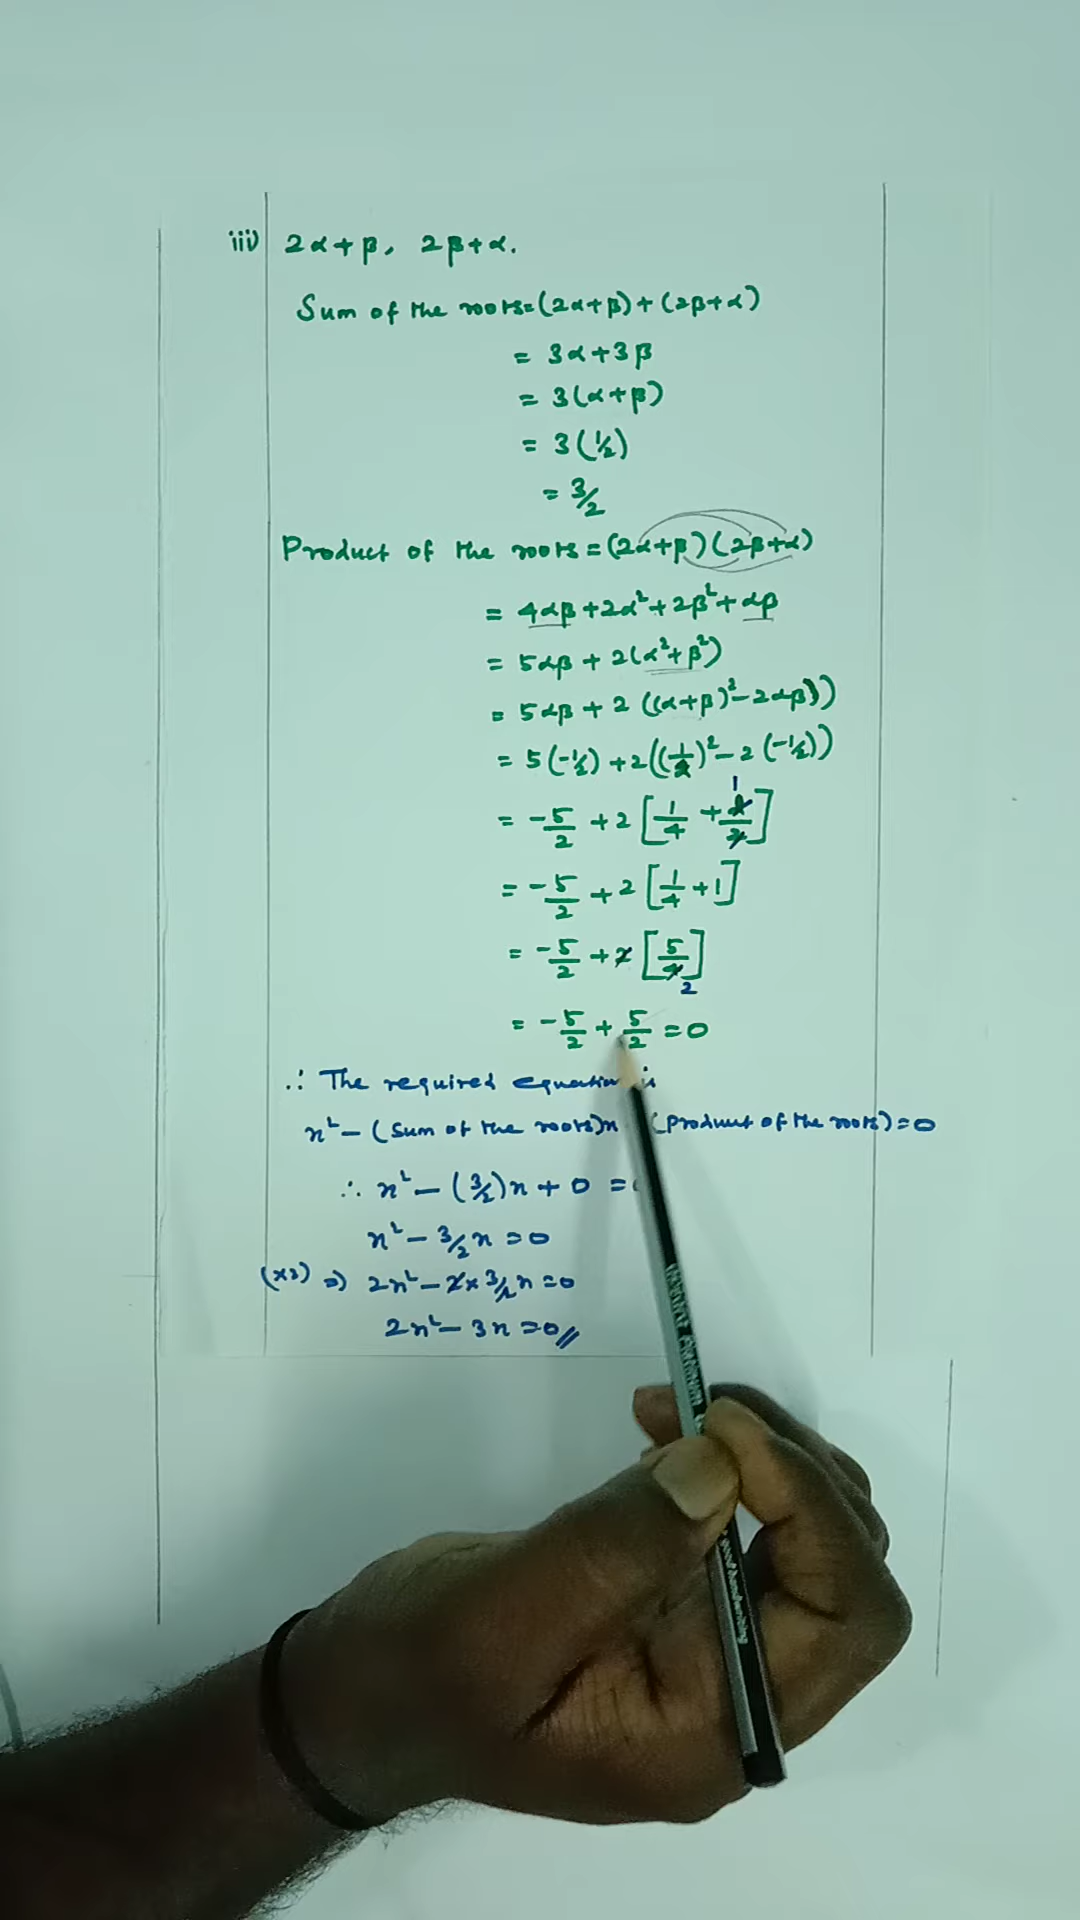 iii) 2α+β, 2β+α.
Sum of the roots=(2α+β)+(2β+α)
= 3α+3β
= 3(α+β)
= 3(1/2)
= 3/2
Product of the roots=(2α+β)(2β+α)
= 4αβ+2α²+2β²+αβ
= 5αβ + 2(α²+β²)
= 5αβ + 2 ((α+β)²-2αβ))
= 5(-1/2) +2((1/2)²-2(-1/2))
= -5/2 +2[1/4 +2/2] 1
= -5/2 +2[1/4+1]
= -5/2 +2[5/4] 2
= -5/2 + 5/2 =0
∴ The required equation is
x²-(Sum of the roots)x (product of the roots)=0
∴ x²-(3/2)x + 0 =
x²-3/2x =0
(×2) ⇒ 2x²-2×3/2x=0
2x²-3x=0//